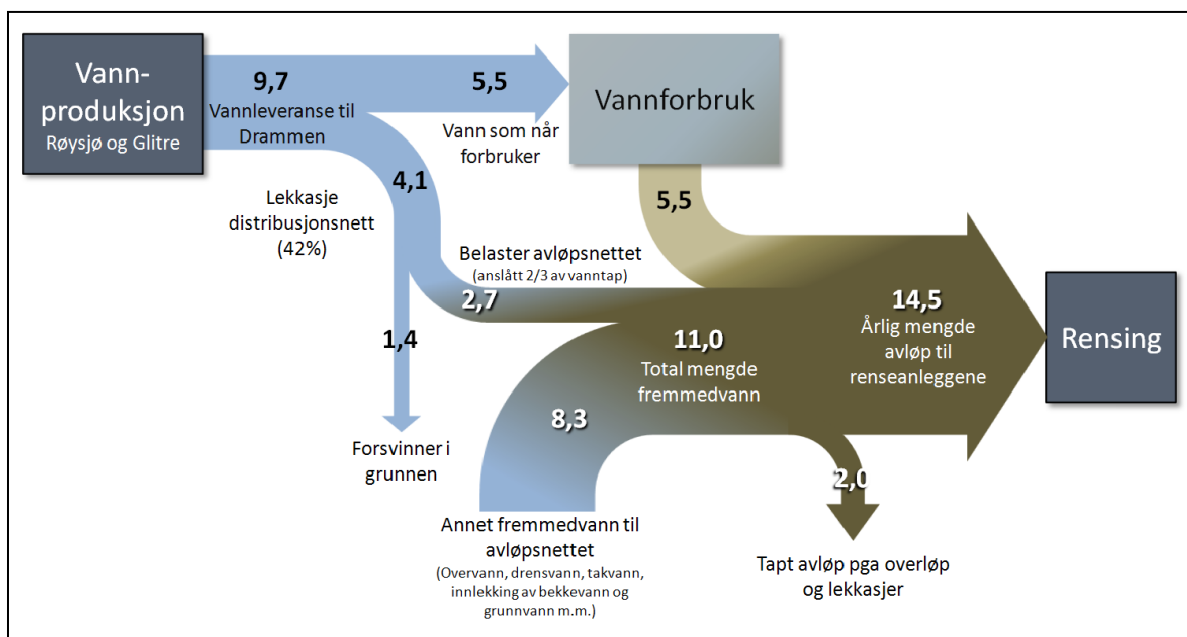 Vann-
produksjon
Røysjø og Glitre
9,7
Vannleveranse til
Drammen
5,5
Vann som når
forbruker
Vannforbruk
4,1
Lekkasje
distribusjonsnett
(42%)
5,5
Belaster avløpsnettet
(anslått 2/3 av vanntap)
2,7
1,4
Forsvinner i
grunnen
11,0
Total mengde
fremmedvann
14,5
Årlig mengde
avløp til
renseanleggene
Rensing
8,3
Annet fremmedvann til
avløpsnettet
(Overvann, drensvann, takvann,
innlekking av bekkevann og
grunnvann m.m.)
2,0
Tapt avløp pga overløp
og lekkasjer